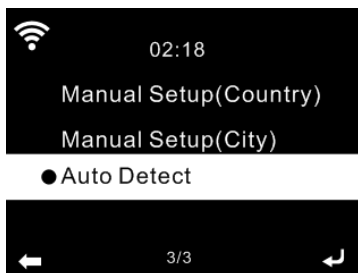 02:18
Manual Setup(Country)
Manual Setup(City)
Auto Detect
3/3